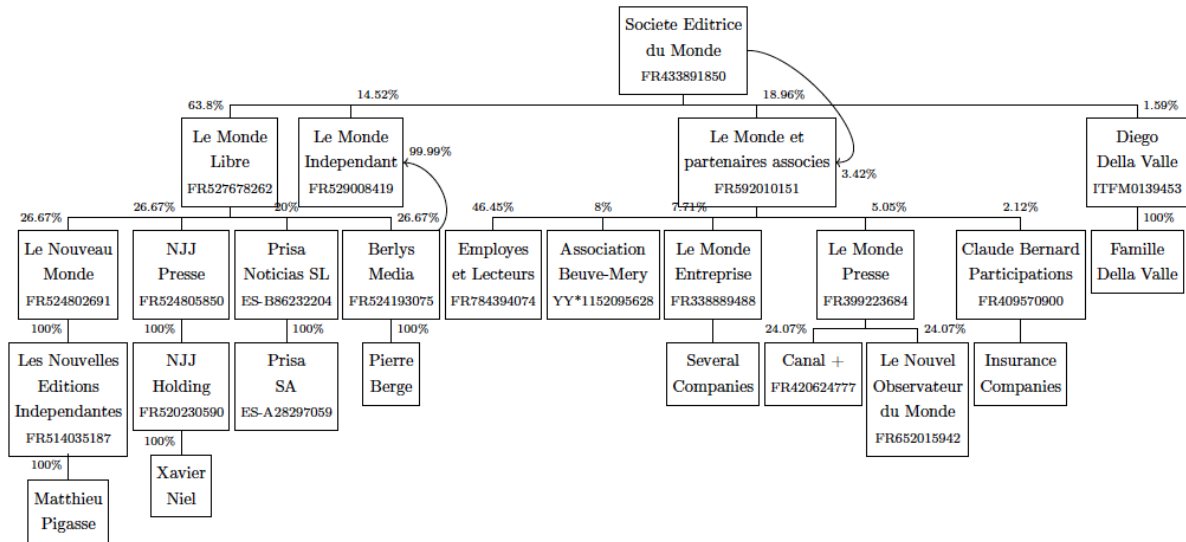 Societe Editrice
du Monde
FR433891850
63.8%
14.52%
18.96%
1.59%
Le Monde
Libre
FR527678262
Le Monde
Independant
FR529008419
99.99%
Le Monde et
partenaires associes
FR592010151
3.42%
Diego
Della Valle
ITFM0139453
26.67%
26.67%
20%
26.67%
46.45%
8%
7.71%
5.05%
2.12%
100%
Le Nouveau
Monde
FR524802691
NJJ
Presse
FR524805850
Prisa
Noticias SL
ES-B86232204
Berlys
Media
FR524193075
Employes
et Lecteurs
FR784394074
Association
Beuve-Mery
YY*1152095628
Le Monde
Entreprise
FR338889488
Le Monde
Presse
FR399223684
Claude Bernard
Participations
FR409570900
Famille
Della Valle
100%
100%
100%
100%
24.07%
24.07%
Les Nouvelles
Editions
Independantes
FR514035187
NJJ
Holding
FR520230590
Prisa
SA
ES-A28297059
Pierre
Berge
Several
Companies
Canal +
FR420624777
Le Nouvel
Observateur
du Monde
FR652015942
Insurance
Companies
100%
100%
Matthieu
Pigasse
Xavier
Niel